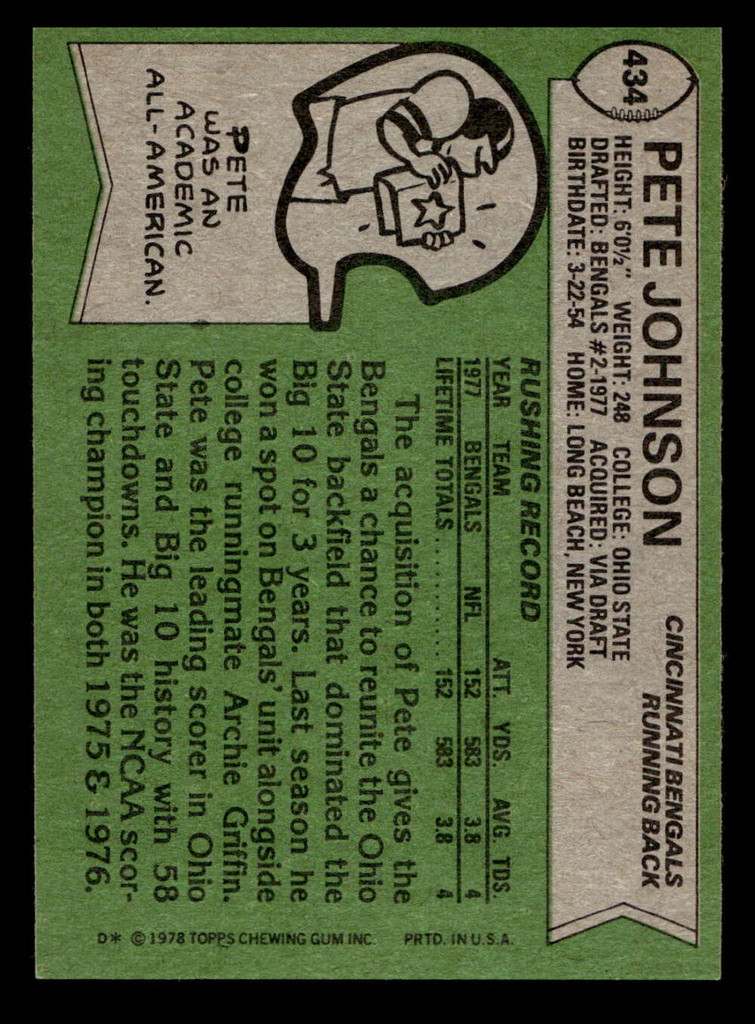 434
PETE JOHNSON
CINCINNATI BENGALS
RUNNING BACK
HEIGHT: 6'0½" WEIGHT: 248 COLLEGE: OHIO STATE
DRAFTED: BENGALS #2-1977 ACQUIRED: VIA DRAFT
BIRTHDATE: 3-22-54 HOME: LONG BEACH, NEW YORK
RUSHING RECORD
YEAR TEAM ATT. YDS. AVG. TDS.
1977 BENGALS NFL 152 583 3.8 4
LIFETIME TOTALS .......... 152 583 3.8 4
The acquisition of Pete gives the
Bengals a chance to reunite the Ohio
State backfield that dominated the
Big 10 for 3 years. Last season he
won a spot on Bengals' unit alongside
college runningmate Archie Griffin.
Pete was the leading scorer in Ohio
State and Big 10 history with 58
touchdowns. He was the NCAA scor-
ing champion in both 1975 & 1976.
PETE
WAS AN
ACADEMIC
ALL-AMERICAN.
D* © 1978 TOPPS CHEWING GUM INC. PRTD. IN U.S.A.